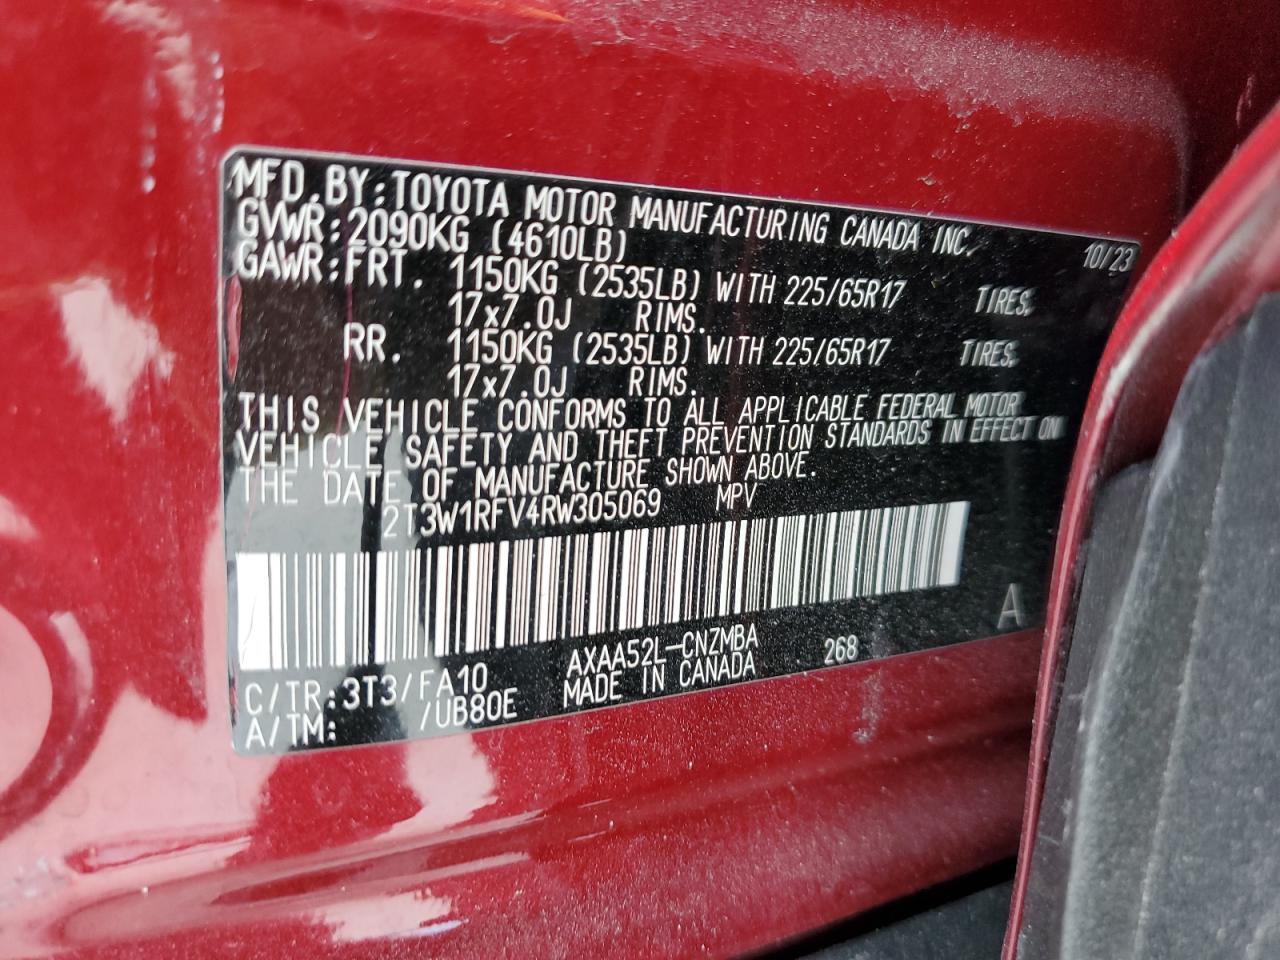 MFD.BY:TOYOTA MOTOR MANUFACTURING CANADA INC. 10/23
GVWR:2090KG (4610LB)
GAWR:FRT. 1150KG (2535LB) WITH 225/65R17 TIRES,
17x7.0J RIMS.
RR. 1150KG (2535LB) WITH 225/65R17 TIRES,
17x7.0J RIMS.
THIS VEHICLE CONFORMS TO ALL APPLICABLE FEDERAL MOTOR
VEHICLE SAFETY AND THEFT PREVENTION STANDARDS IN EFFECT ON
THE DATE OF MANUFACTURE SHOWN ABOVE.
2T3W1RFV4RW305069 MPV
A
C/TR:3T3/FA10 AXAA52L-CNZMBA 268
A/TM: /UB80E MADE IN CANADA